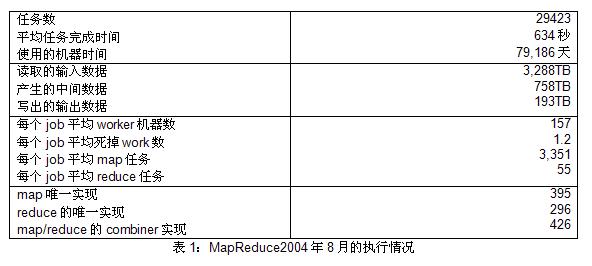 任务数 29423
平均任务完成时间 634 秒
使用的机器时间 79,186 天
读取的输入数据 3,288TB
产生的中间数据 758TB
写出的输出数据 193TB
每个 job 平均 worker 机器数 157
每个 job 平均死掉 work 数 1.2
每个 job 平均 map 任务 3,351
每个 job 平均 reduce 任务 55
map 唯一实现 395
reduce 的唯一实现 296
map/reduce 的 combiner 实现 426
表 1：MapReduce2004 年 8 月的执行情况